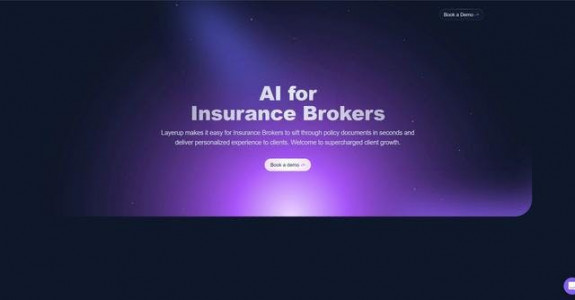 Book a Demo
AI for
Insurance Brokers
Layerup makes it easy for Insurance Brokers to sift through policy documents in seconds and
deliver personalized experience to clients. Welcome to supercharged client growth.
Book a demo